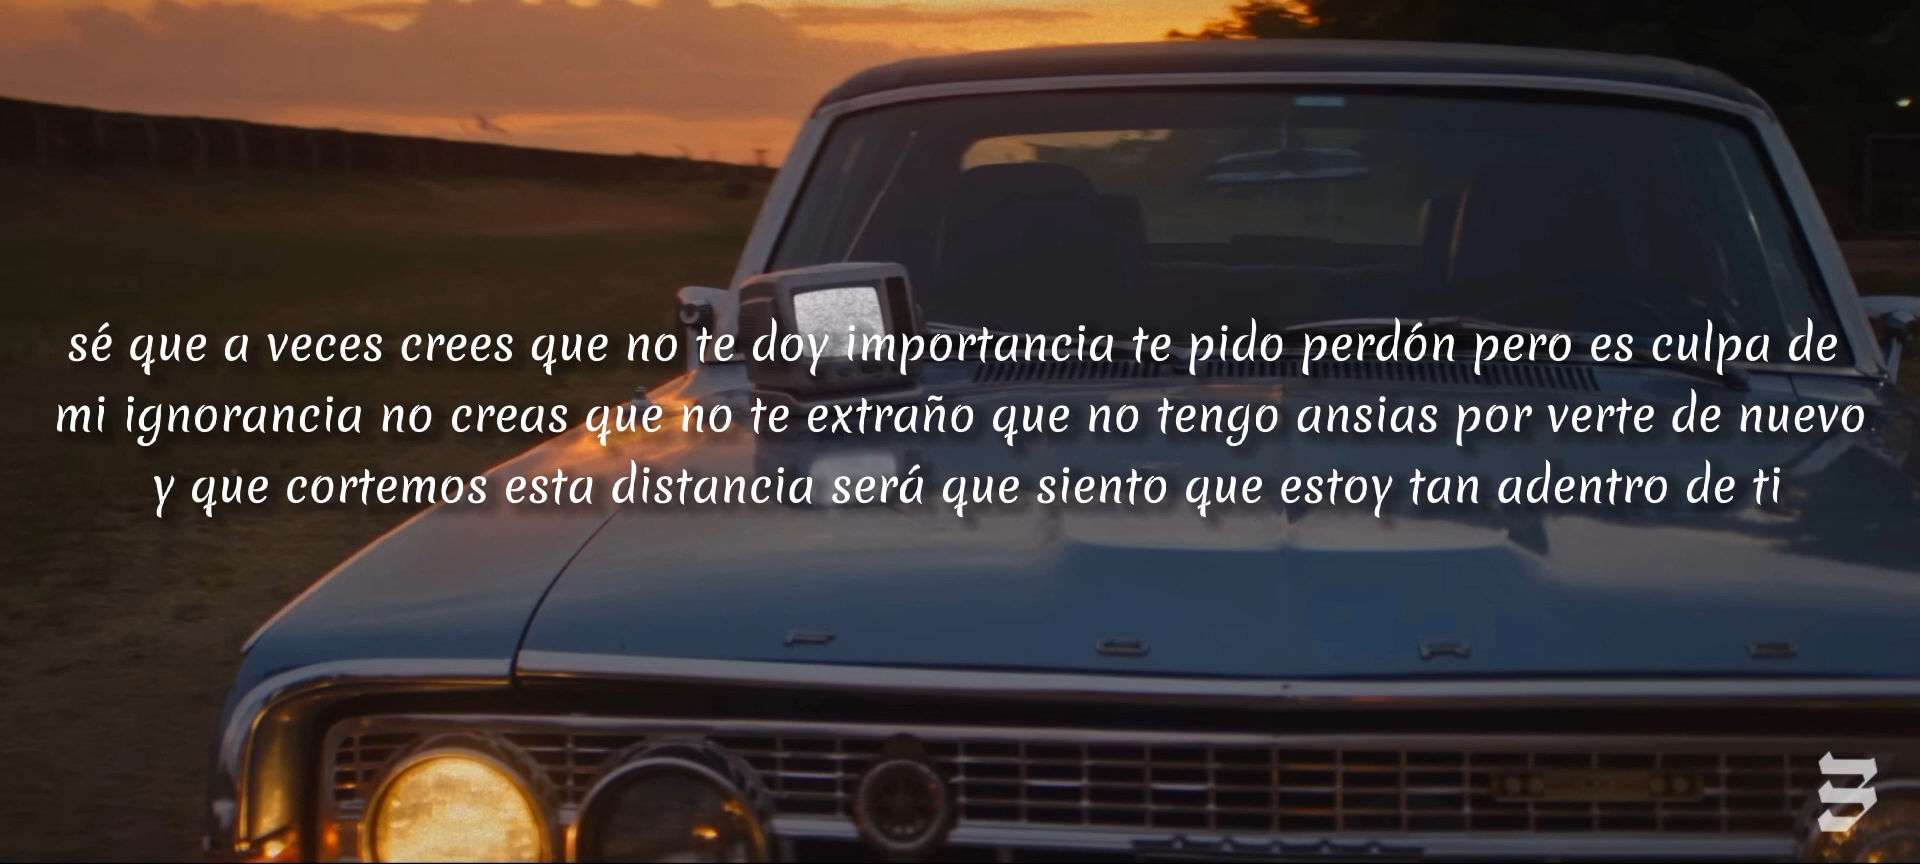 sé que a veces crees que no te doy importancia te pido perdón pero es culpa de
mi ignorancia no creas que no te extraño que no tengo ansias por verte de nuevo
y que cortemos esta distancia será que siento que estoy tan adentro de ti
F O R D
3